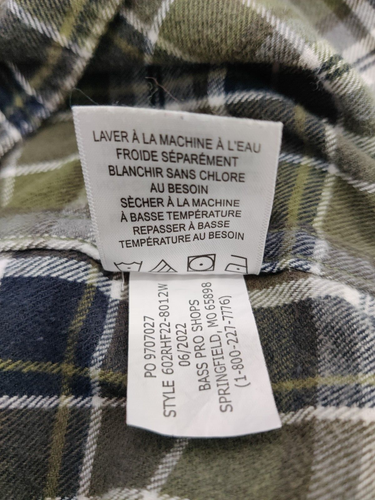 LAVER À LA MACHINE À L'EAU
FROIDE SÉPARÉMENT
BLANCHIR SANS CHLORE
AU BESOIN
SÉCHER À LA MACHINE
À BASSE TEMPÉRATURE
REPASSER À BASSE
TEMPÉRATURE AU BESOIN
PO 9707027
STYLE 602RHF22-8012W
06/2022
BASS PRO SHOPS
SPRINGFIELD, MO 65898
(1-800-227-7776)